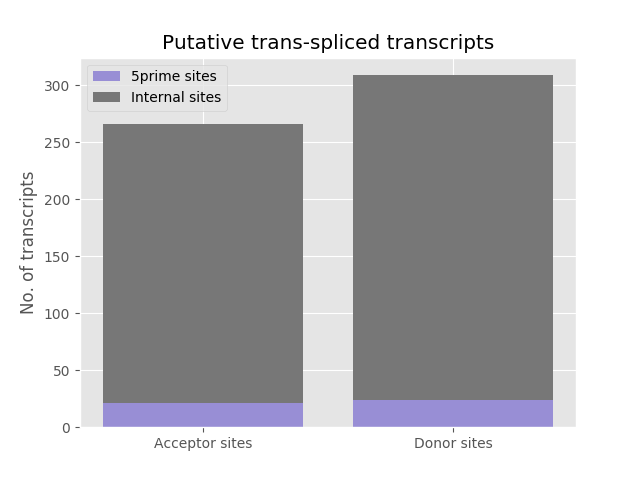 Putative trans-spliced transcripts
5prime sites
Internal sites
No. of transcripts
300
250
200
150
100
50
0
Acceptor sites
Donor sites